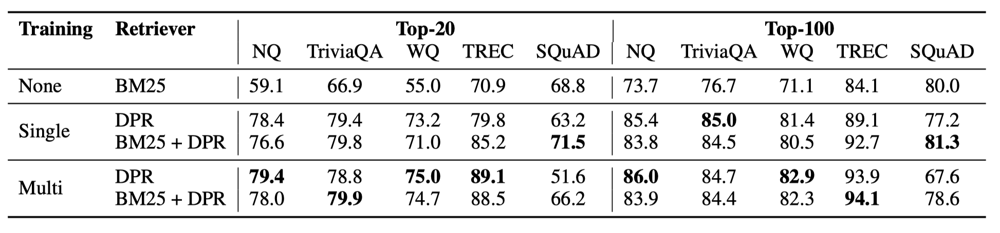 Training Retriever Top-20 Top-100
NQ TriviaQA WQ TREC SQuAD NQ TriviaQA WQ TREC SQuAD
None BM25 59.1 66.9 55.0 70.9 68.8 73.7 76.7 71.1 84.1 80.0
Single DPR 78.4 79.4 73.2 79.8 63.2 85.4 85.0 81.4 89.1 77.2
BM25 + DPR 76.6 79.8 71.0 85.2 71.5 83.8 84.5 80.5 92.7 81.3
Multi DPR 79.4 78.8 75.0 89.1 51.6 86.0 84.7 82.9 93.9 67.6
BM25 + DPR 78.0 79.9 74.7 88.5 66.2 83.9 84.4 82.3 94.1 78.6